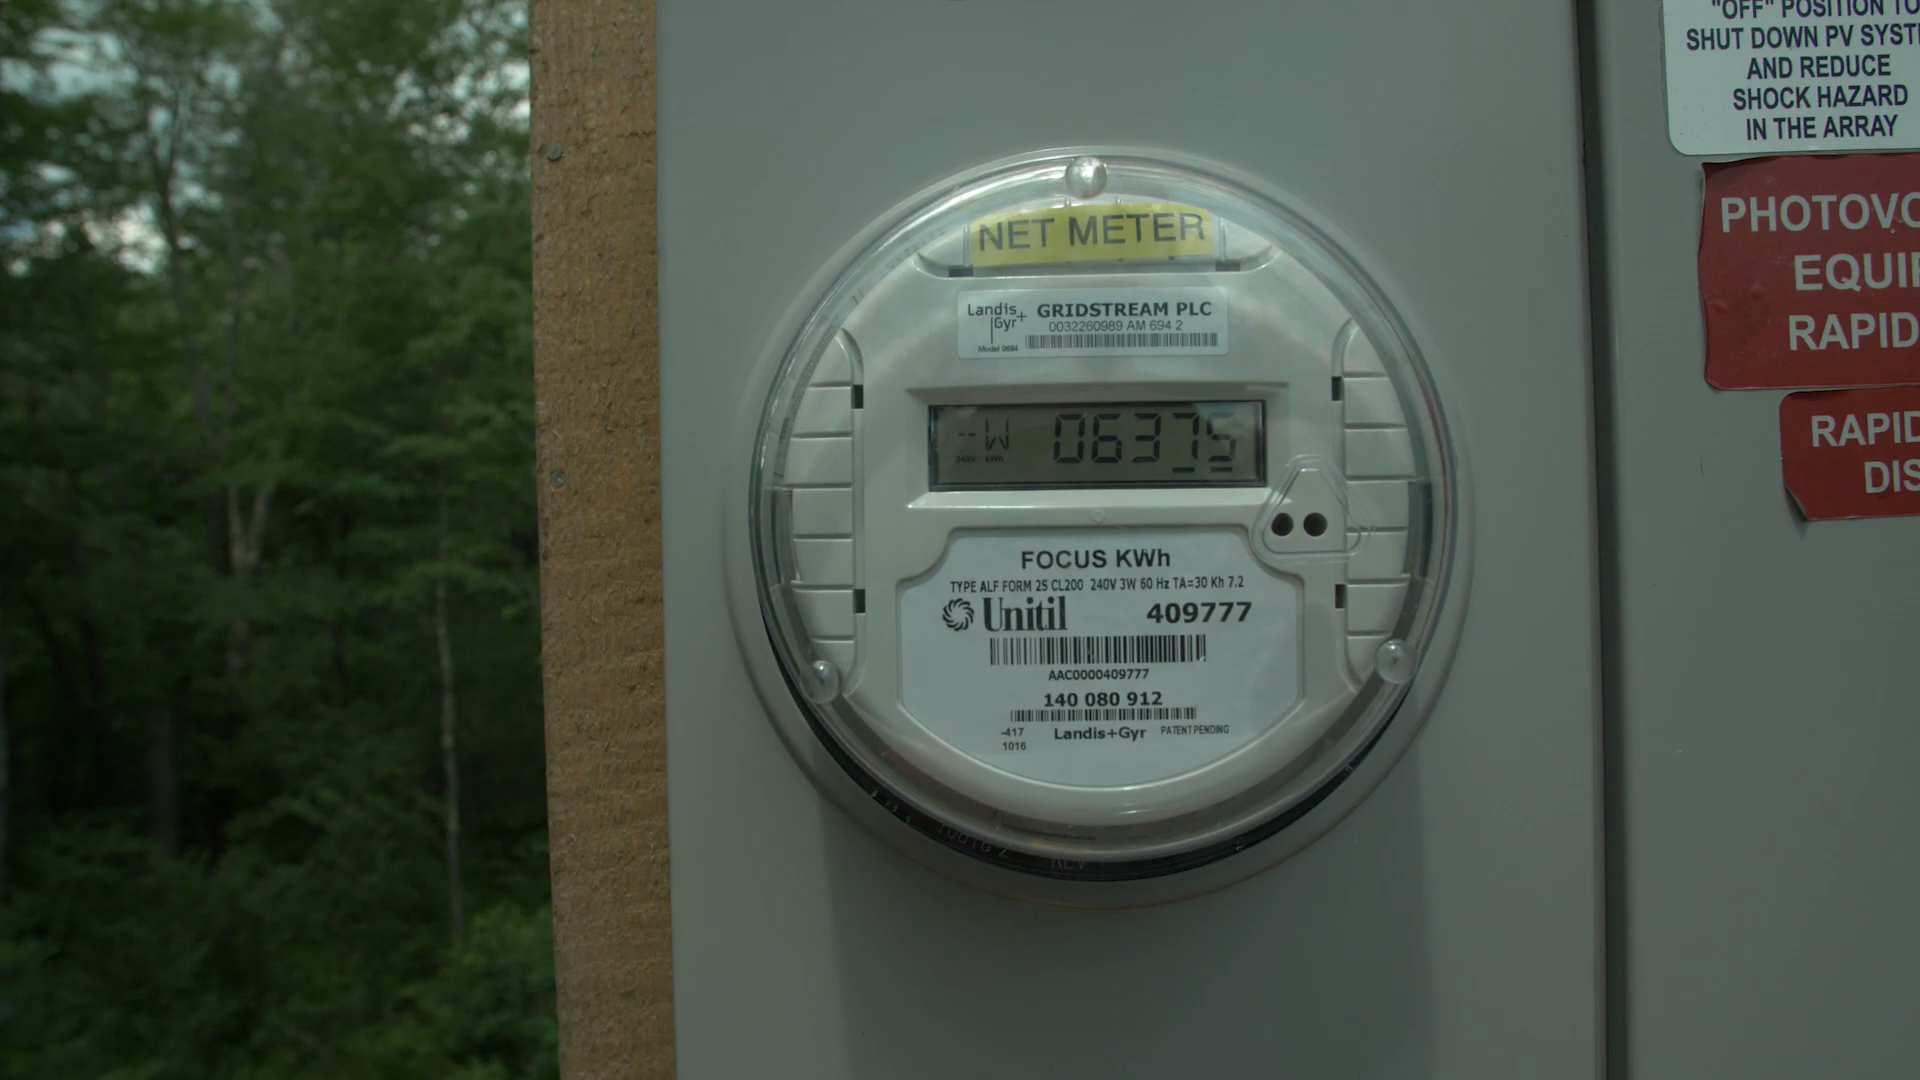 NET METER
Landis
Gyr+
Model 0694
GRIDSTREAM PLC
0032260989 AM 694 2
-W 06375
240V kWh
FOCUS KWh
TYPE ALF FORM 2S CL200 240V 3W 60 Hz TA=30 Kh 7.2
Unitil 409777
AAC0000409777
140 080 912
-417
1016
Landis+Gyr PATENT PENDING
"OFF" POSITION TO
SHUT DOWN PV SYST
AND REDUCE
SHOCK HAZARD
IN THE ARRAY
PHOTOVO
EQUI
RAPID
RAPID
DIS